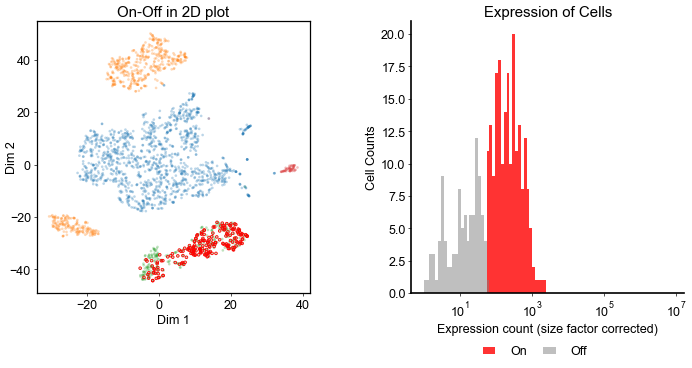 On-Off in 2D plot
Expression of Cells
40
20
0
−20
−40
Dim 2
−20
0
20
40
Dim 1
20.0
17.5
15.0
12.5
10.0
7.5
5.0
2.5
0.0
Cell Counts
10^1
10^3
10^5
10^7
Expression count (size factor corrected)
On
Off